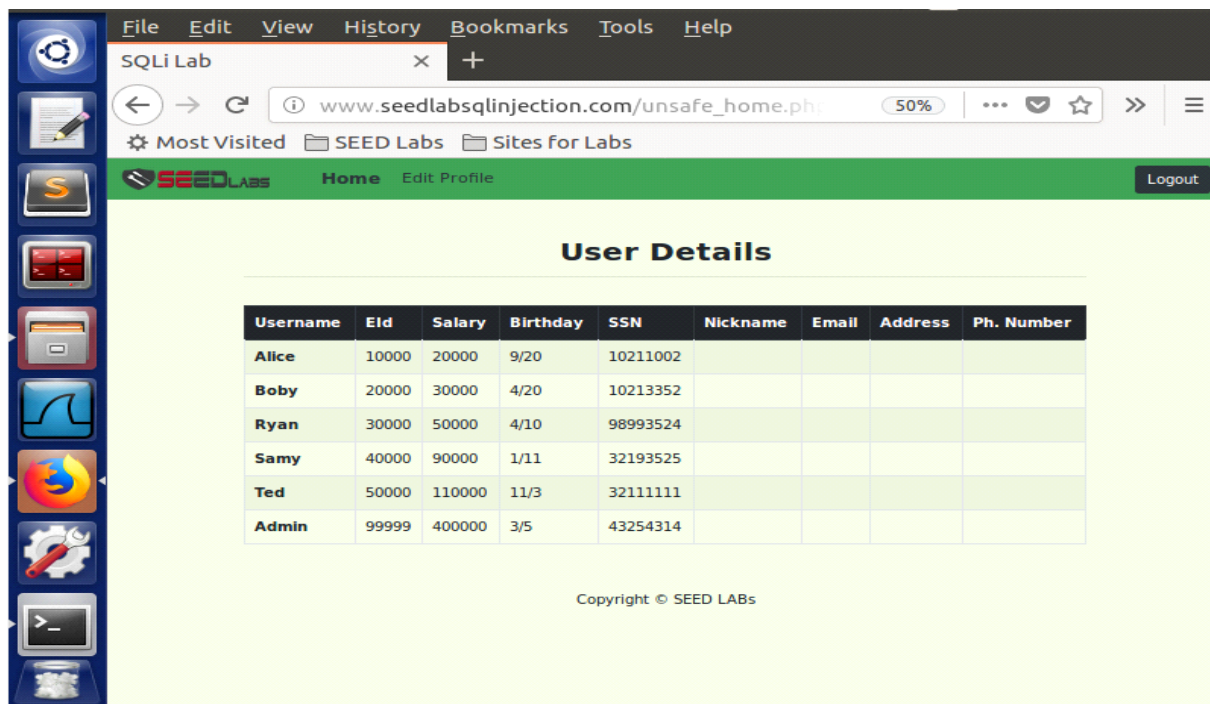 File Edit View History Bookmarks Tools Help
SQLi Lab
www.seedlabsqlinjection.com/unsafe_home.ph 50%
Most Visited SEED Labs Sites for Labs
SEEDLABS Home Edit Profile Logout
User Details
Username EId Salary Birthday SSN Nickname Email Address Ph. Number
Alice 10000 20000 9/20 10211002
Boby 20000 30000 4/20 10213352
Ryan 30000 50000 4/10 98993524
Samy 40000 90000 1/11 32193525
Ted 50000 110000 11/3 32111111
Admin 99999 400000 3/5 43254314
Copyright © SEED LABs